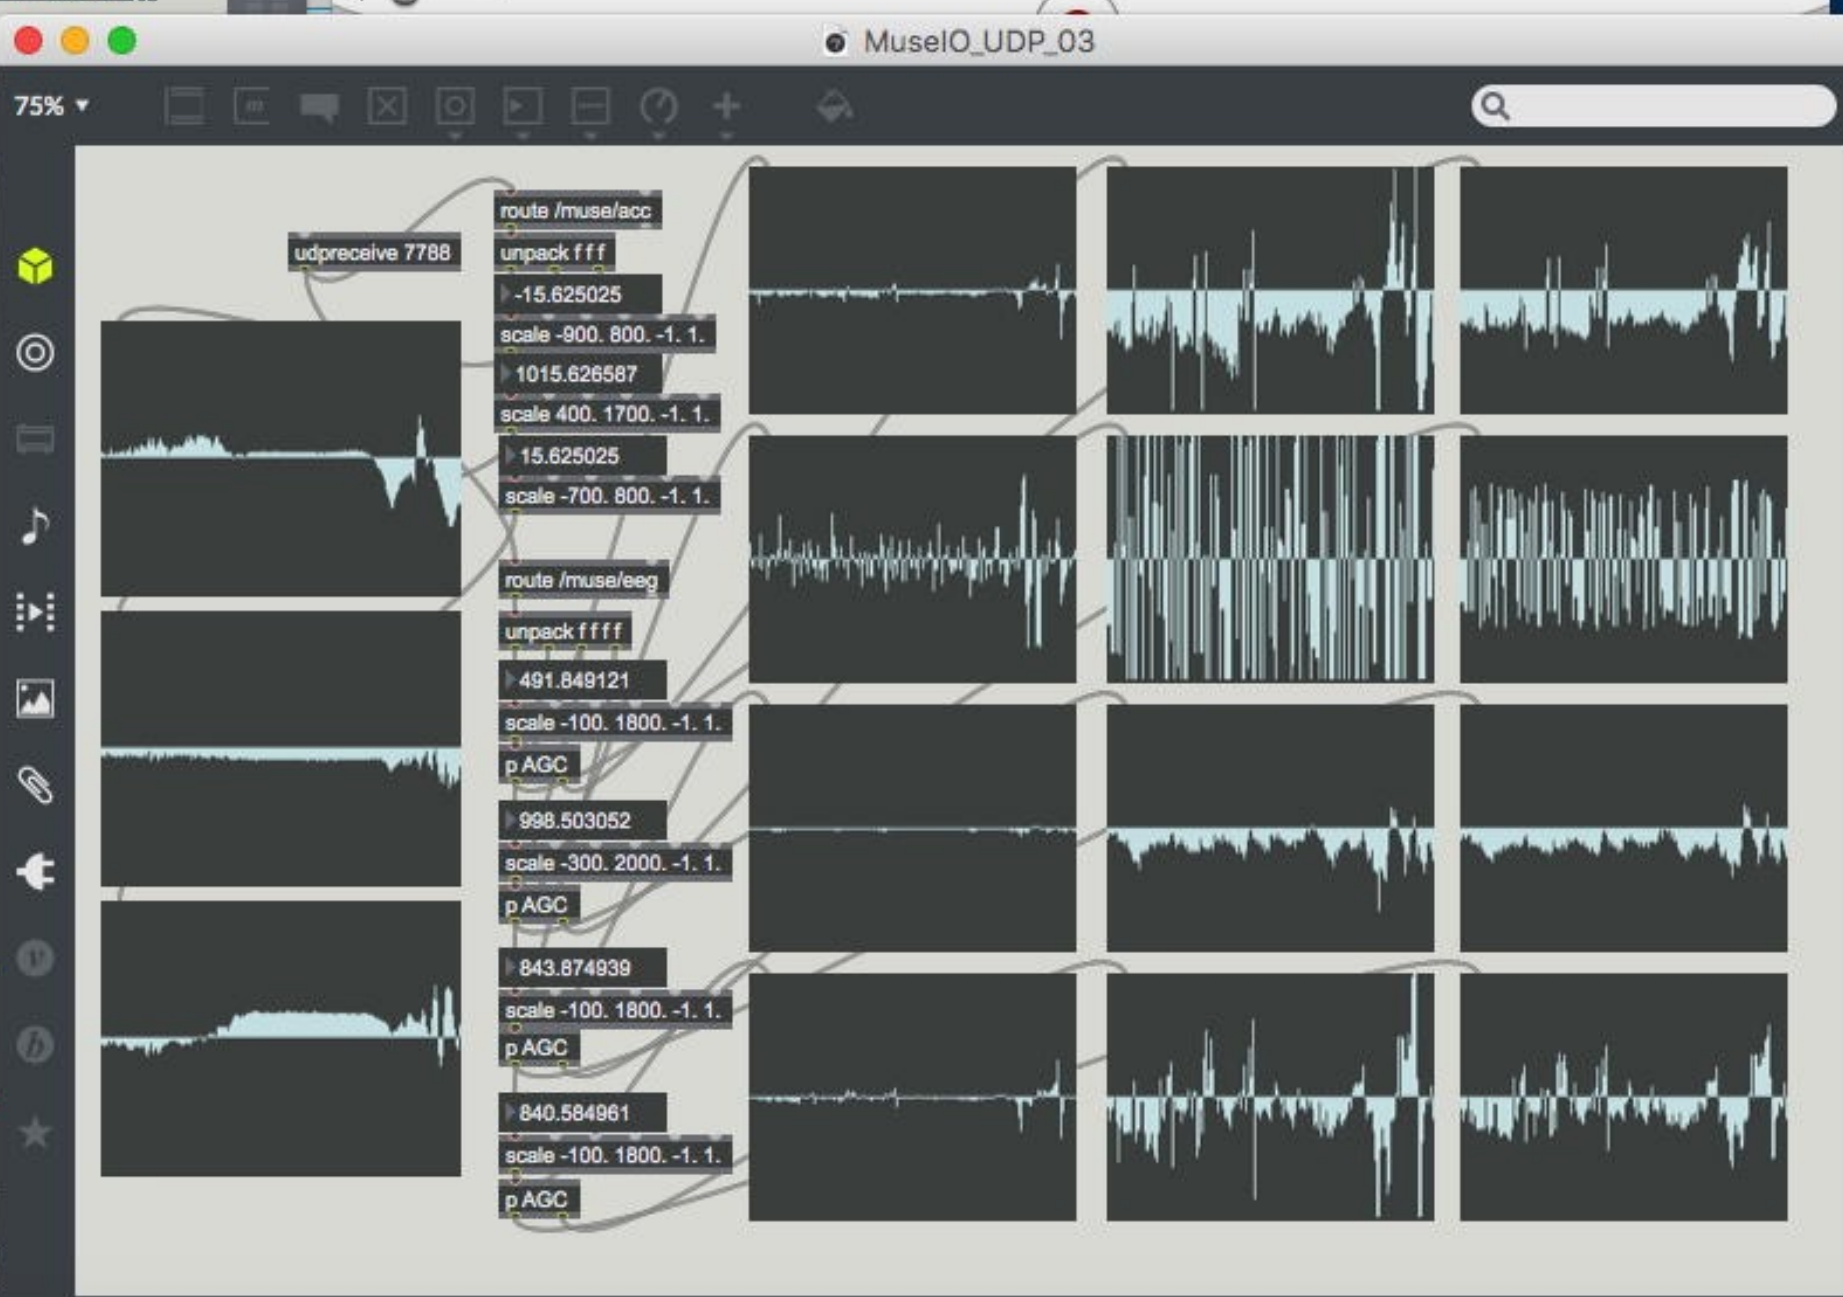 MuseIO_UDP_03
75%
udpreceive 7788
route /muse/acc
unpack f f f
-15.625025
scale -900. 800. -1. 1.
1015.626587
scale 400. 1700. -1. 1.
15.625025
scale -700. 800. -1. 1.
route /muse/eeg
unpack f f f f
491.849121
scale -100. 1800. -1. 1.
p AGC
998.503052
scale -300. 2000. -1. 1.
p AGC
843.874939
scale -100. 1800. -1. 1.
p AGC
840.584961
scale -100. 1800. -1. 1.
p AGC